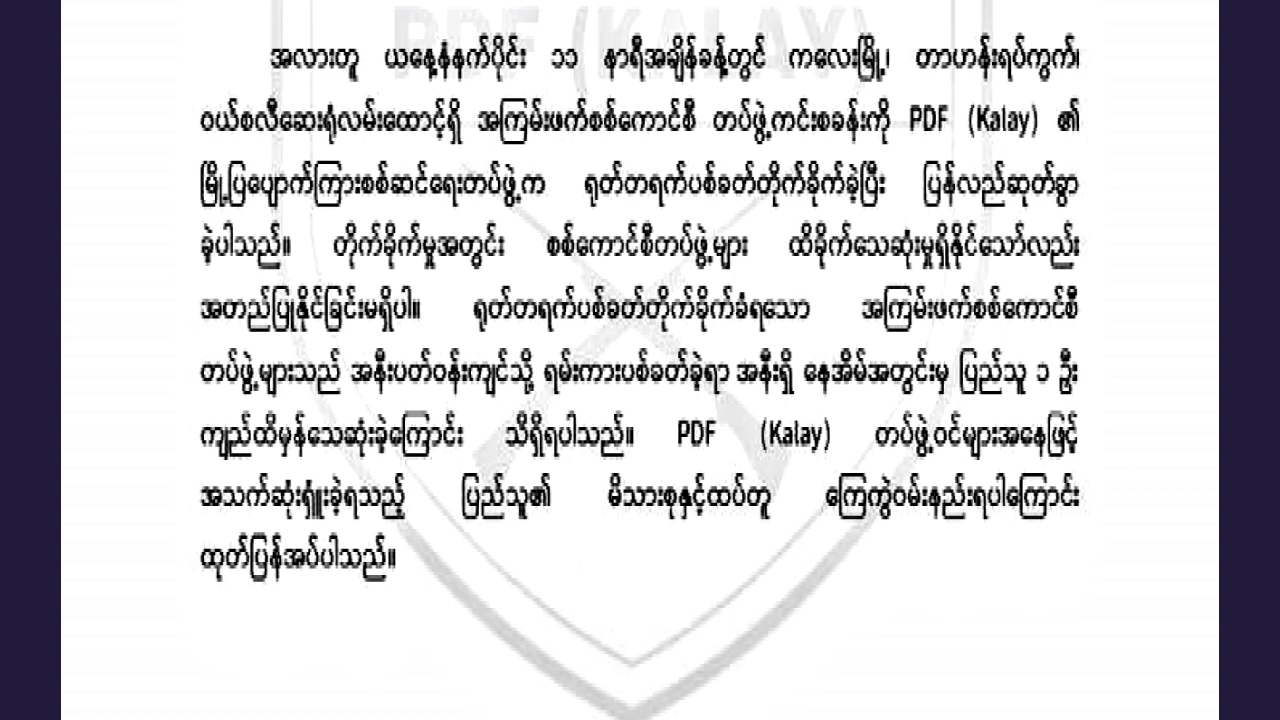 PDF (KALAY)
အလားတူ ယနေ့နံနက်ပိုင်း ၁၁ နာရီအချိန်ခန့်တွင် ကလေးမြို့၊ တာဟန်းရပ်ကွက်၊
ဝယ်စလီဆေးရုံလမ်းထောင့်ရှိ အကြမ်းဖက်စစ်ကောင်စီ တပ်ဖွဲ့ကင်းစခန်းကို PDF (Kalay) ၏
မြို့ပြပျောက်ကြားစစ်ဆင်ရေးတပ်ဖွဲ့က ရုတ်တရက်ပစ်ခတ်တိုက်ခိုက်ခဲ့ပြီး ပြန်လည်ဆုတ်ခွာ
ခဲ့ပါသည်။ တိုက်ခိုက်မှုအတွင်း စစ်ကောင်စီတပ်ဖွဲ့များ ထိခိုက်သေဆုံးမှုရှိနိုင်သော်လည်း
အတည်ပြုနိုင်ခြင်းမရှိပါ။ ရုတ်တရက်ပစ်ခတ်တိုက်ခိုက်ခံရသော အကြမ်းဖက်စစ်ကောင်စီ
တပ်ဖွဲ့များသည် အနီးပတ်ဝန်းကျင်သို့ ရမ်းကားပစ်ခတ်ခဲ့ရာ အနီးရှိ နေအိမ်အတွင်းမှ ပြည်သူ ၁ ဦး
ကျည်ထိမှန်သေဆုံးခဲ့ကြောင်း သိရှိရပါသည်။ PDF (Kalay) တပ်ဖွဲ့ဝင်များအနေဖြင့်
အသက်ဆုံးရှုံးခဲ့ရသည့် ပြည်သူ၏ မိသားစုနှင့်ထပ်တူ ကြေကွဲဝမ်းနည်းရပါကြောင်း
ထုတ်ပြန်အပ်ပါသည်။